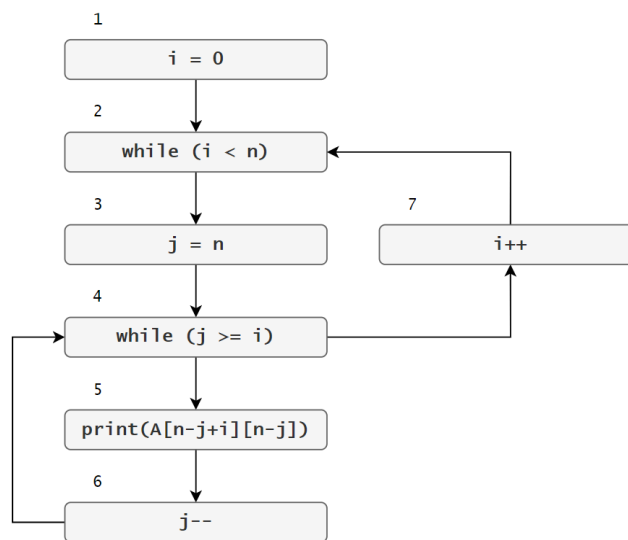 1
i = 0
2
while (i < n)
3
j = n
7
i++
4
while (j >= i)
5
print(A[n-j+i][n-j])
6
j--